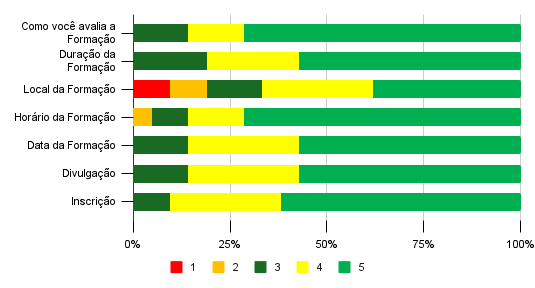 Como você avalia a
Formação
Duração da
Formação
Local da Formação
Horário da Formação
Data da Formação
Divulgação
Inscrição
0% 25% 50% 75% 100%
1 2 3 4 5